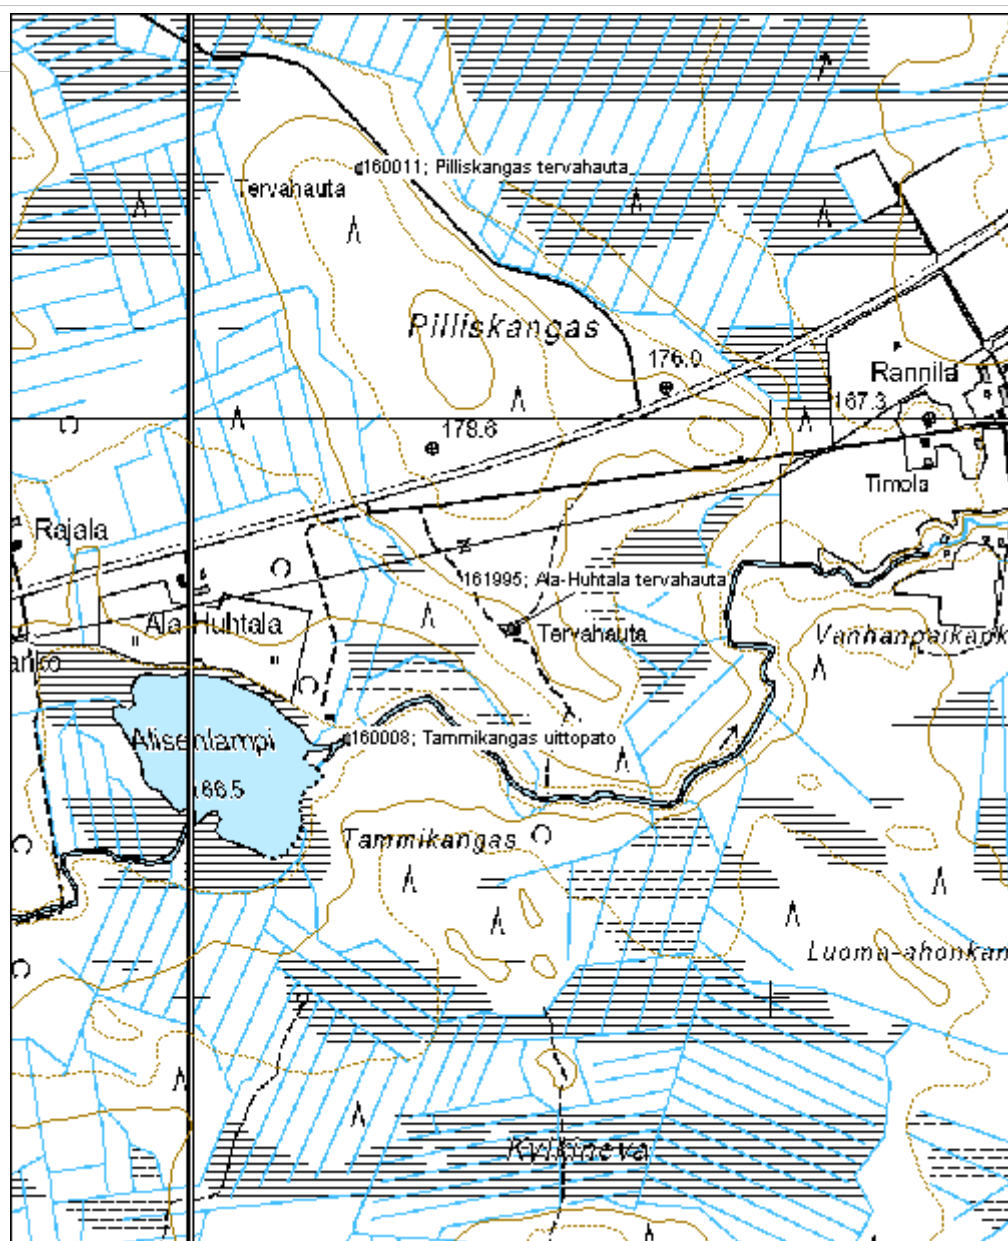 160011; Pilliskangas tervahauta
Tervahauta
Pilliskangas
176.0
Rannila
167.3
178.6
Timola
Rajala
161995; Ala-Huhtala tervahauta
Ala-Huhtala
Tervahauta
160008; Tammikangas uittopato
Alisenlampi
166.5
Tammikangas
Luoma-ahonkan
Kylkineva